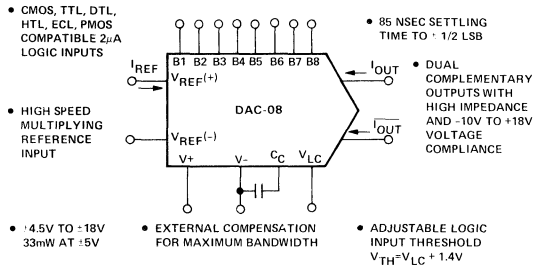 • CMOS, TTL, DTL,
HTL, ECL, PMOS
COMPATIBLE 2μA
LOGIC INPUTS
• 85 NSEC SETTLING
TIME TO ± 1/2 LSB
B1 B2 B3 B4 B5 B6 B7 B8
IREF
VREF(+)
IOUT
• DUAL
COMPLEMENTARY
OUTPUTS WITH
HIGH IMPEDANCE
AND -10V TO +18V
VOLTAGE
COMPLIANCE
DAC-08
• HIGH SPEED
MULTIPLYING
REFERENCE
INPUT
VREF(-)
I̅O̅U̅T̅
V+ V- CC VLC
• ±4.5V TO ±18V
33mW AT ±5V
• EXTERNAL COMPENSATION
FOR MAXIMUM BANDWIDTH
• ADJUSTABLE LOGIC
INPUT THRESHOLD
VTH=VLC + 1.4V